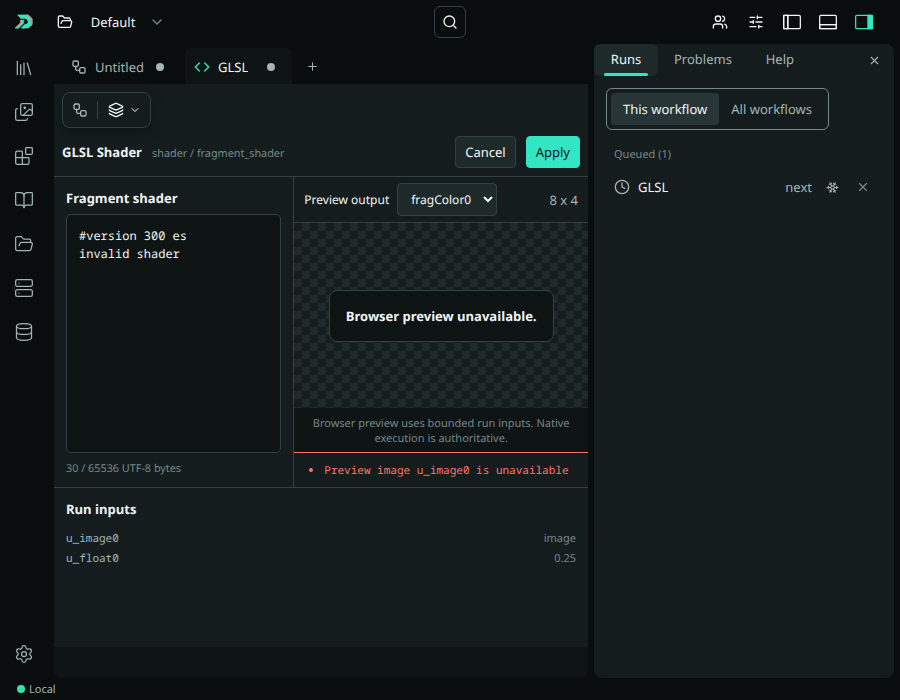 Default
Untitled
GLSL
Runs
Problems
Help
This workflow
All workflows
GLSL Shader
shader / fragment_shader
Cancel
Apply
Queued (1)
GLSL
next
Fragment shader
#version 300 es
invalid shader
30 / 65536 UTF-8 bytes
Preview output
fragColor0
8 x 4
Browser preview unavailable.
Browser preview uses bounded run inputs. Native
execution is authoritative.
• Preview image u_image0 is unavailable
Run inputs
u_image0
image
u_float0
0.25
Local